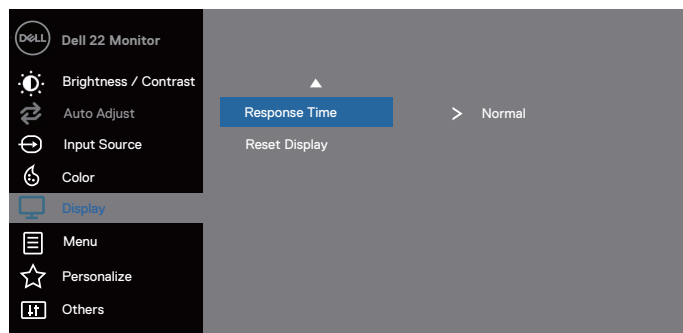 DELL
Dell 22 Monitor
Brightness / Contrast
Auto Adjust
Response Time > Normal
Input Source
Reset Display
Color
Display
Menu
Personalize
Others